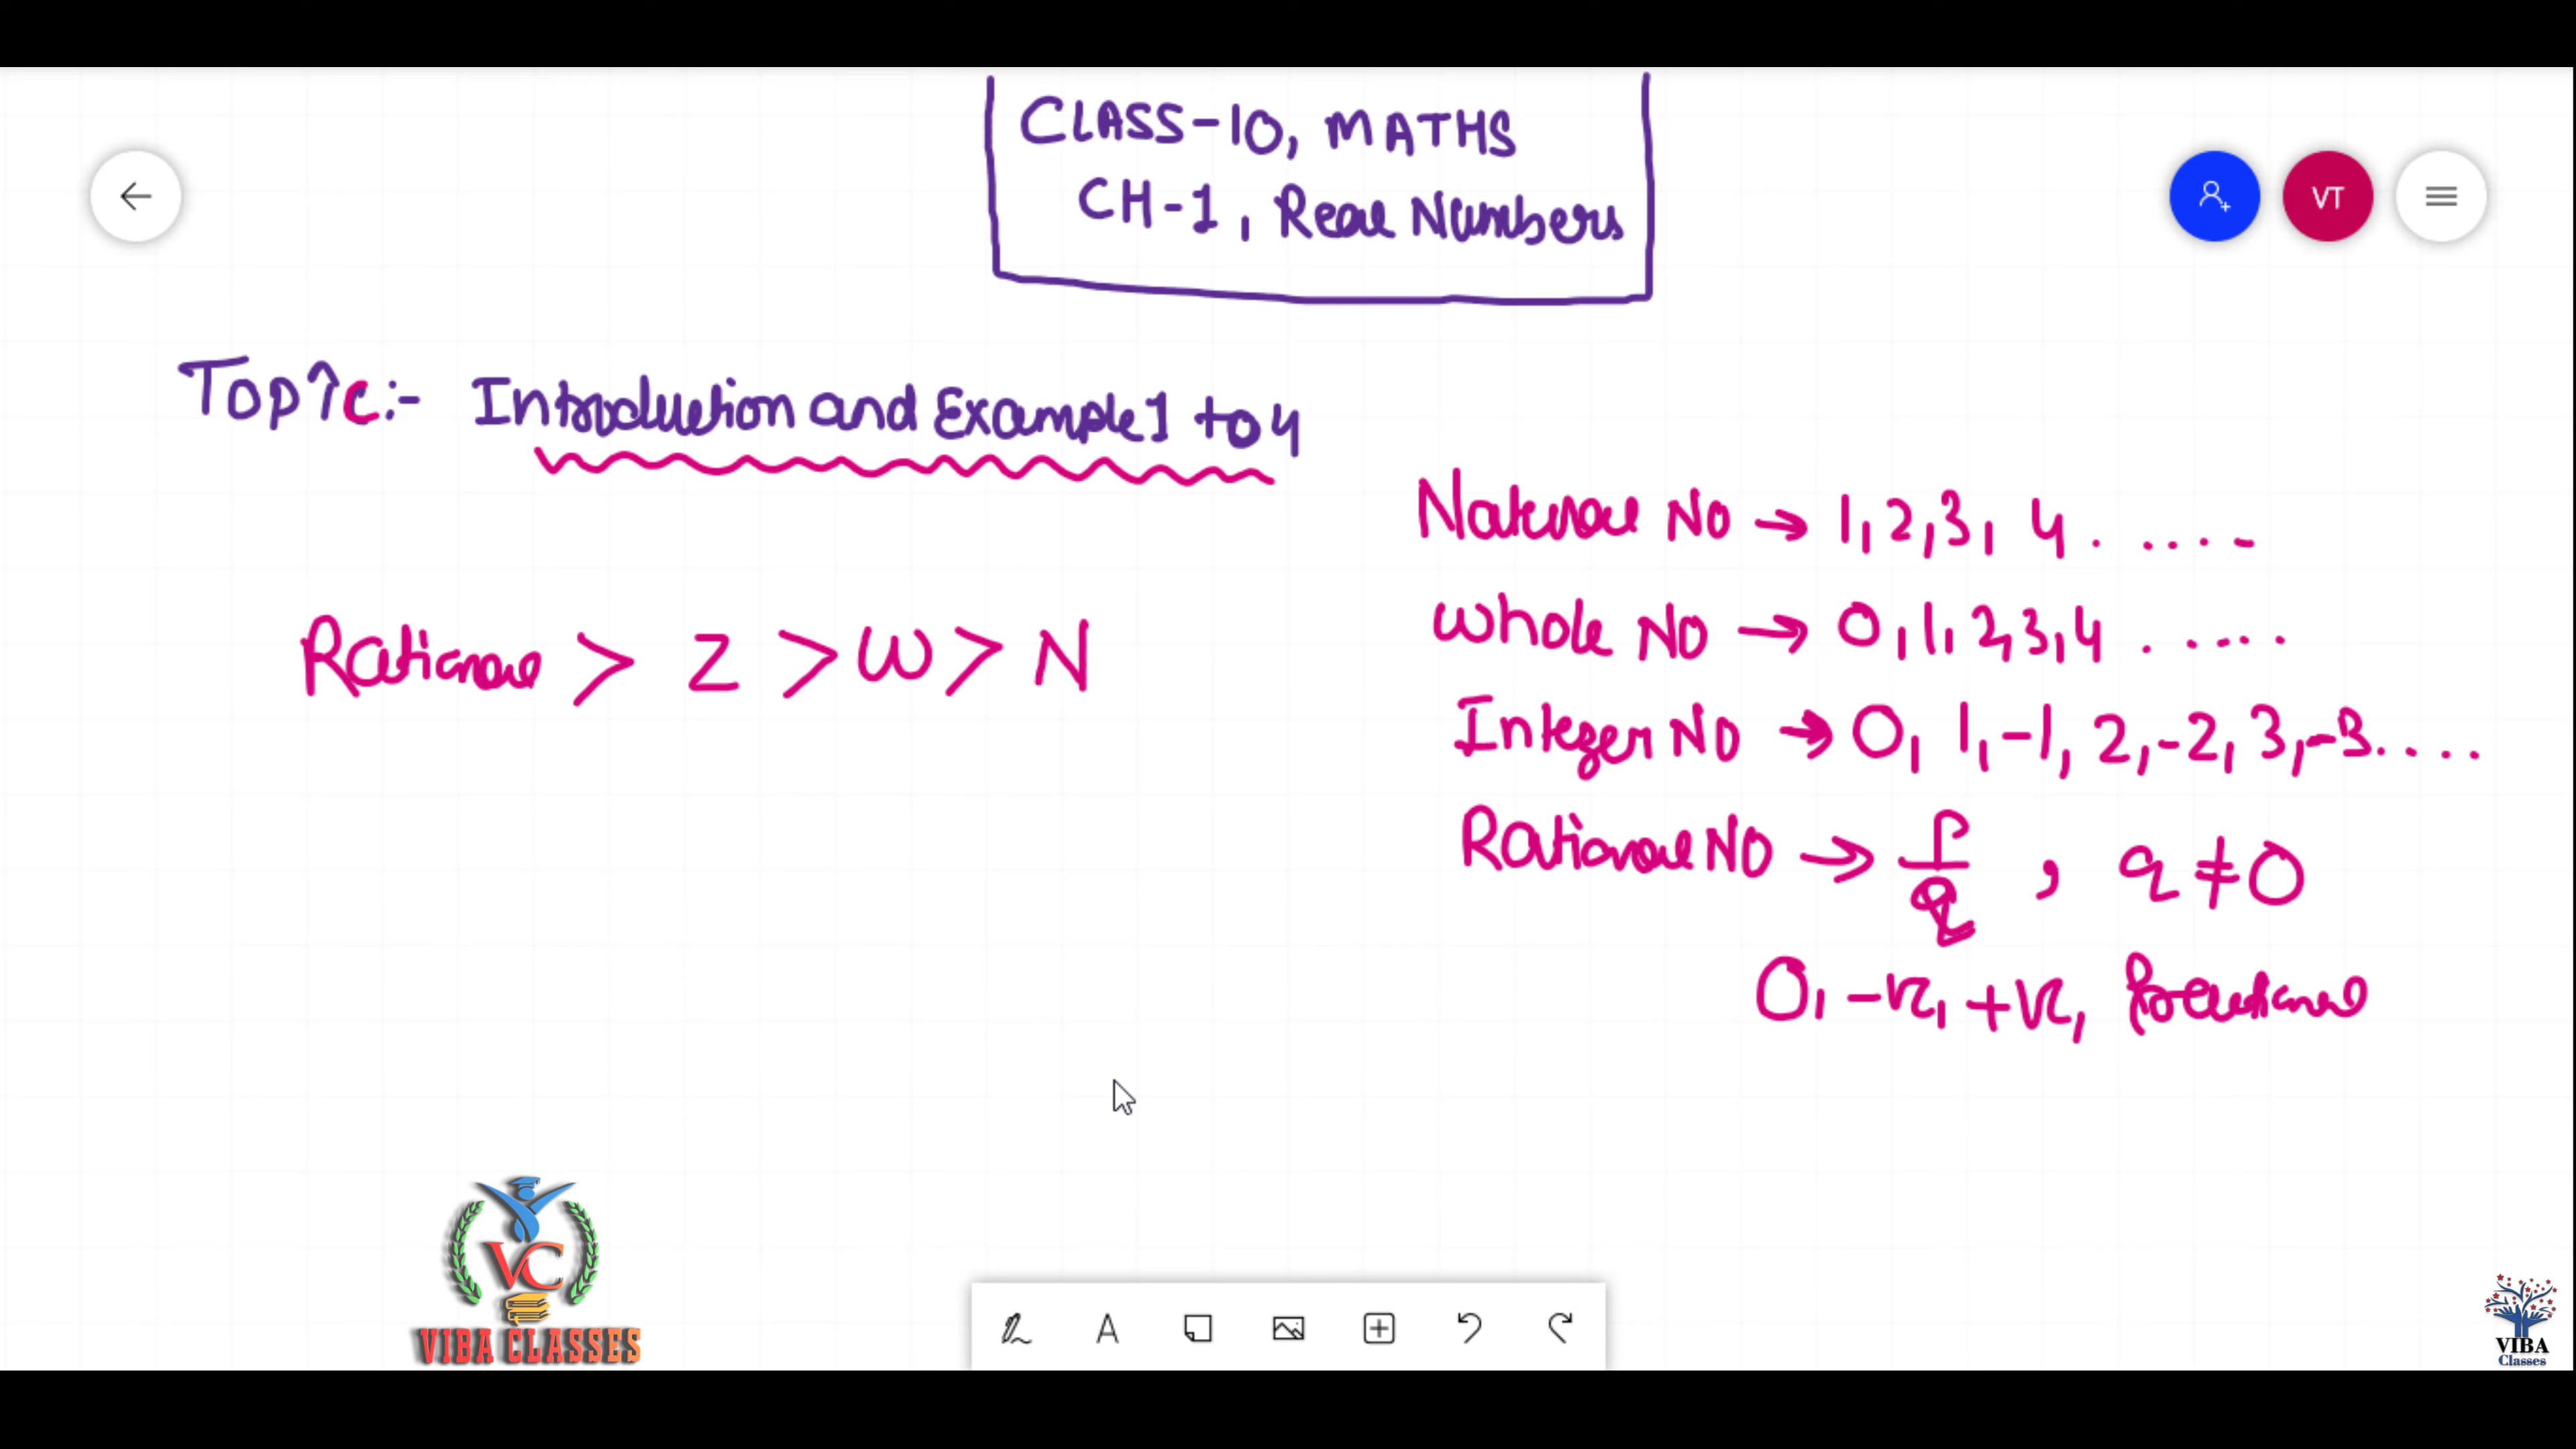 CLASS-10, MATHS
CH-1, Real Numbers
VT
Topic:- Introduction and Example 1 to 4
Natural No → 1, 2, 3, 4 . .....
Rational > Z > W > N
Whole No → 0, 1, 2, 3, 4 .....
Integer No → 0, 1, -1, 2, -2, 3, -3....
Rational No → p/q , q ≠ 0
0, -ve, +ve, fractional
VC
VIBA CLASSES
VIBA
Classes